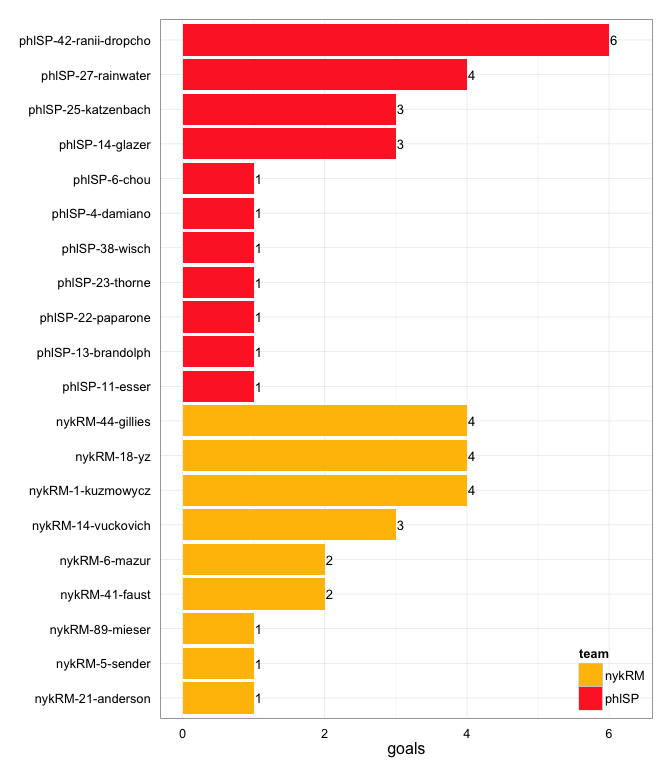 phlSP-42-ranii-dropcho 6
phlSP-27-rainwater 4
phlSP-25-katzenbach 3
phlSP-14-glazer 3
phlSP-6-chou 1
phlSP-4-damiano 1
phlSP-38-wisch 1
phlSP-23-thorne 1
phlSP-22-paparone 1
phlSP-13-brandolph 1
phlSP-11-esser 1
nykRM-44-gillies 4
nykRM-18-yz 4
nykRM-1-kuzmowycz 4
nykRM-14-vuckovich 3
nykRM-6-mazur 2
nykRM-41-faust 2
nykRM-89-mieser 1
nykRM-5-sender 1
nykRM-21-anderson 1
team
nykRM
phlSP
0 2 4 6
goals